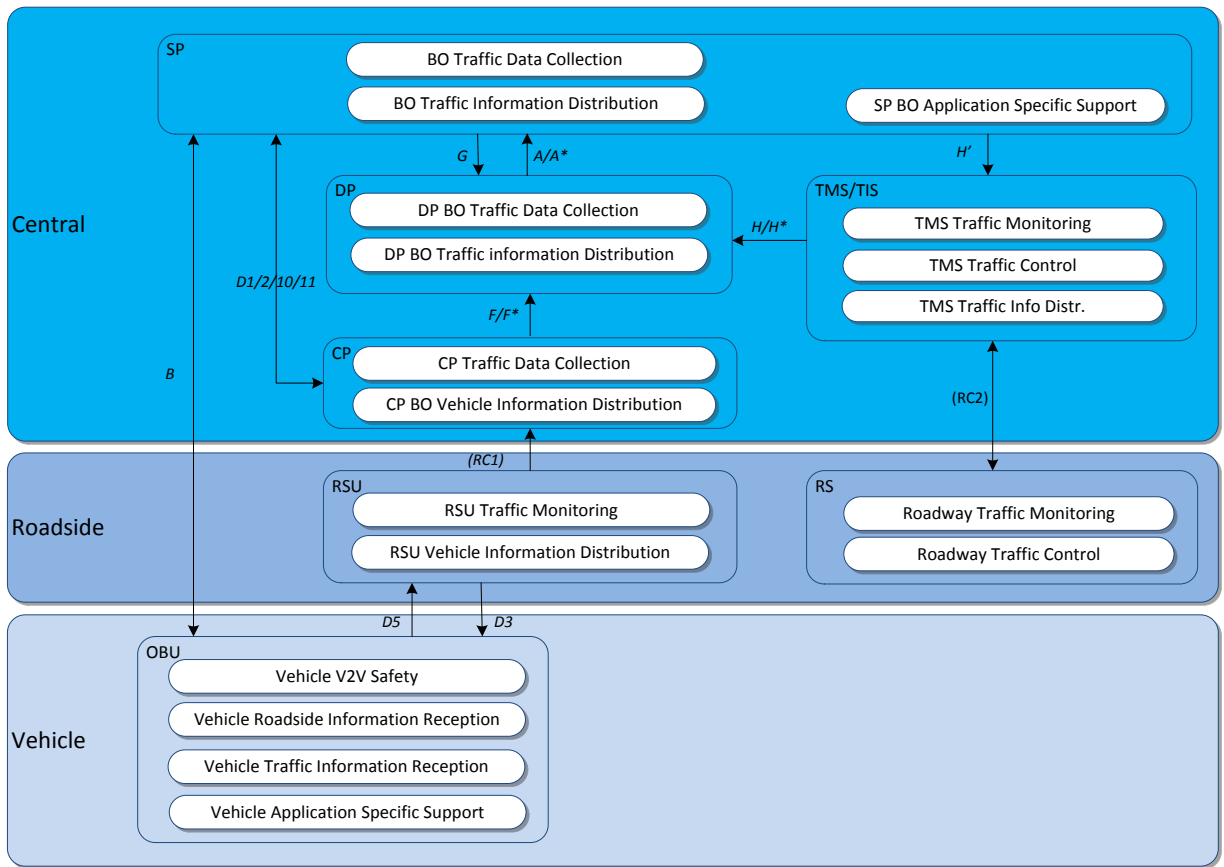 SP
BO Traffic Data Collection
BO Traffic Information Distribution
SP BO Application Specific Support
G
A/A*
H’
DP
DP BO Traffic Data Collection
DP BO Traffic information Distribution
TMS/TIS
TMS Traffic Monitoring
TMS Traffic Control
TMS Traffic Info Distr.
Central
H/H*
D1/2/10/11
F/F*
CP
CP Traffic Data Collection
CP BO Vehicle Information Distribution
B
(RC2)
(RC1)
Roadside
RSU
RSU Traffic Monitoring
RSU Vehicle Information Distribution
RS
Roadway Traffic Monitoring
Roadway Traffic Control
D5
D3
Vehicle
OBU
Vehicle V2V Safety
Vehicle Roadside Information Reception
Vehicle Traffic Information Reception
Vehicle Application Specific Support